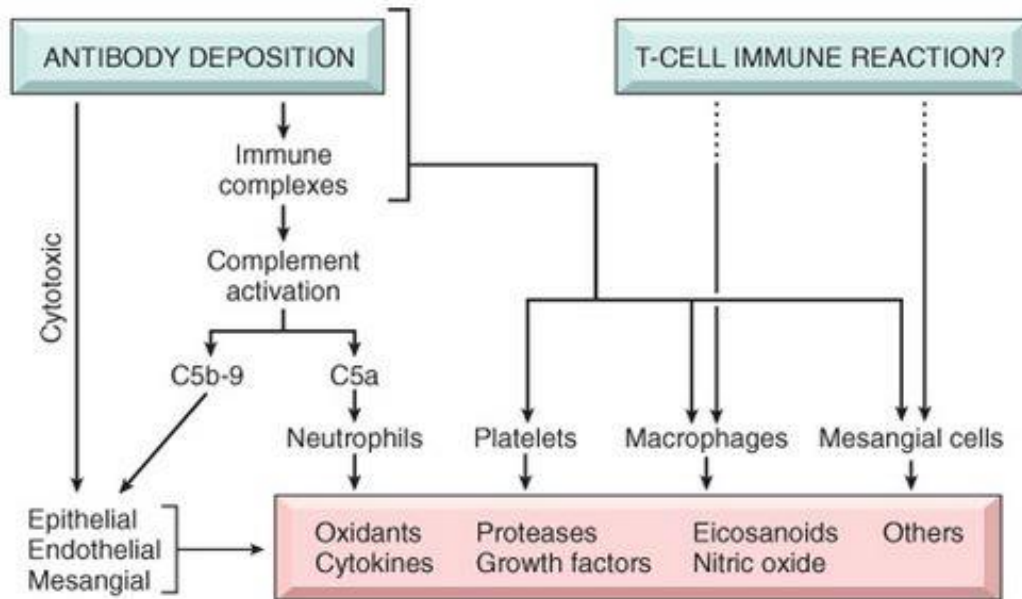 ANTIBODY DEPOSITION
T-CELL IMMUNE REACTION?
Immune
complexes
Cytotoxic
Complement
activation
C5b-9
C5a
Neutrophils
Platelets
Macrophages
Mesangial cells
Epithelial
Endothelial
Mesangial
Oxidants
Cytokines
Proteases
Growth factors
Eicosanoids
Nitric oxide
Others